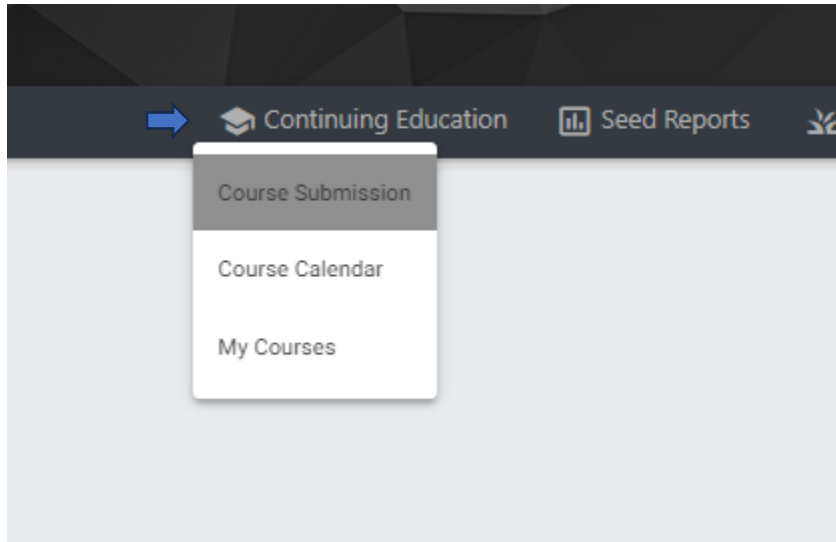 Continuing Education
Seed Reports
Course Submission
Course Calendar
My Courses